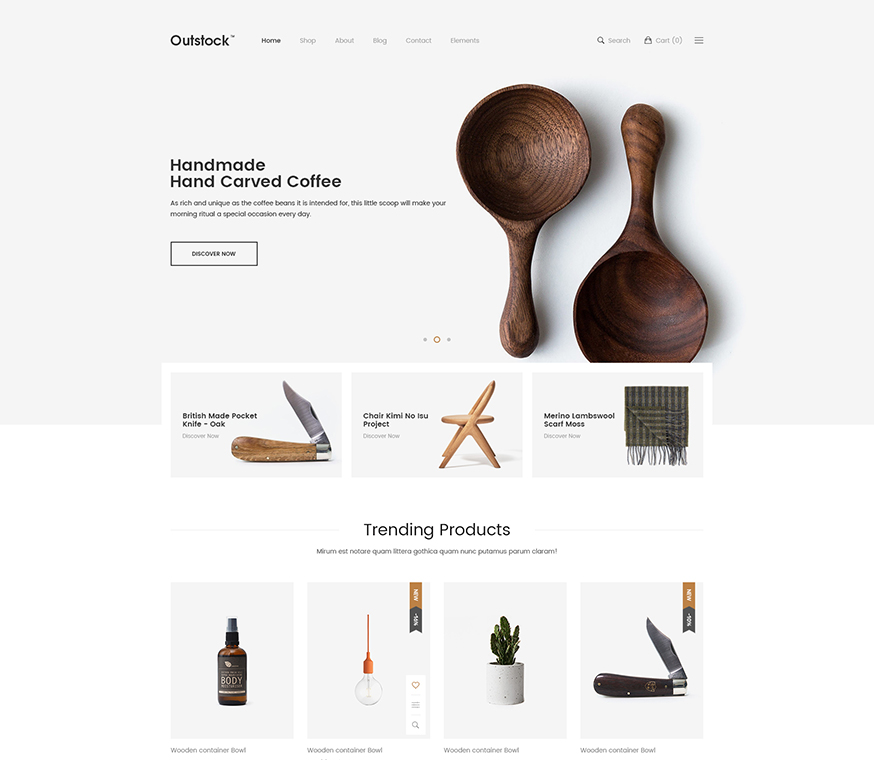 Outstock™
Home Shop About Blog Contact Elements
Search Cart (0)
Handmade
Hand Carved Coffee
As rich and unique as the coffee beans it is intended for, this little scoop will make your
morning ritual a special occasion every day.
DISCOVER NOW
British Made Pocket
Knife - Oak
Discover Now
Chair Kimi No Isu
Project
Discover Now
Merino Lambswool
Scarf Moss
Discover Now
Trending Products
Mirum est notare quam littera gothica quam nunc putamus parum claram!
BODY
NEW
NEW
Wooden container Bowl
Wooden container Bowl
Wooden container Bowl
Wooden container Bowl